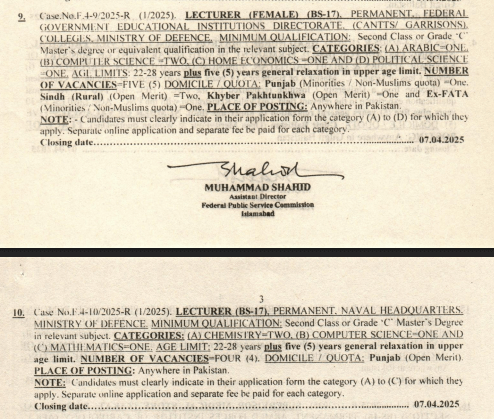 9. Case.No.F.4-9/2025-R (1/2025). LECTURER (FEMALE) (BS-17), PERMANENT, FEDERAL
GOVERNMENT EDUCATIONAL INSTITUTIONS DIRECTORATE, (CANTTS/ GARRISONS),
COLLEGES, MINISTRY OF DEFENCE. MINIMUM QUALIFICATION: Second Class or Grade 'C'
Master's degree or equivalent qualification in the relevant subject. CATEGORIES: (A) ARABIC=ONE,
(B) COMPUTER SCIENCE =TWO, (C) HOME ECONOMICS =ONE AND (D) POLITICAL SCIENCE
=ONE. AGE LIMITS: 22-28 years plus five (5) years general relaxation in upper age limit. NUMBER
OF VACANCIES=FIVE (5) DOMICILE / QUOTA: Punjab (Minorities / Non-Muslims quota) =One,
Sindh (Rural) (Open Merit) =Two, Khyber Pakhtunkhwa (Open Merit) =One and Ex-FATA
(Minorities / Non-Muslims quota) =One. PLACE OF POSTING: Anywhere in Pakistan.
NOTE: - Candidates must clearly indicate in their application form the category (A) to (D) for which they
apply. Separate online application and separate fee be paid for each category.
Closing date.......................................................................... 07.04.2025
Shahid
MUHAMMAD SHAHID
Assistant Director
Federal Public Service Commission
Islamabad
3
10. Case No.F.4-10/2025-R (1/2025). LECTURER (BS-17), PERMANENT, NAVAL HEADQUARTERS,
MINISTRY OF DEFENCE. MINIMUM QUALIFICATION: Second Class or Grade 'C' Master's Degree
in relevant subject. CATEGORIES: (A) CHEMISTRY=TWO, (B) COMPUTER SCIENCE=ONE AND
(C) MATHEMATICS=ONE. AGE LIMIT: 22-28 years plus five (5) years general relaxation in upper
age limit. NUMBER OF VACANCIES=FOUR (4). DOMICILE / QUOTA: Punjab (Open Merit).
PLACE OF POSTING: Anywhere in Pakistan.
NOTE: Candidates must clearly indicate in their application form the category (A) to (C) for which they
apply. Separate online application and separate fee be paid for each category.
Closing date.......................................................................... 07.04.2025